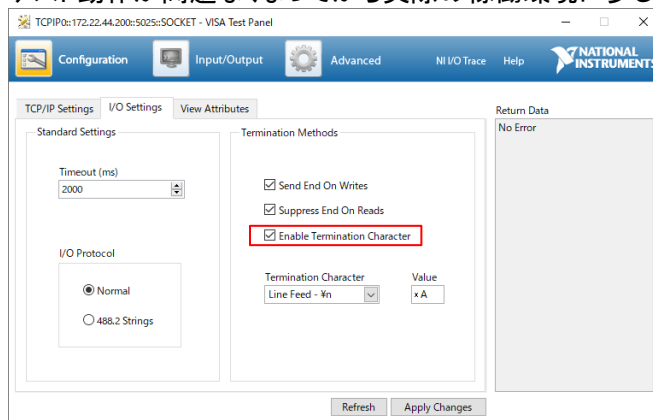 TCPIP0::172.22.44.200::5025::SOCKET - VISA Test Panel
Configuration Input/Output Advanced NI I/O Trace Help NATIONAL INSTRUMENTS
TCP/IP Settings I/O Settings View Attributes
Return Data
No Error
Standard Settings
Timeout (ms)
2000
I/O Protocol
Normal
488.2 Strings
Termination Methods
Send End On Writes
Suppress End On Reads
Enable Termination Character
Termination Character Value
Line Feed - ¥n xA
Refresh Apply Changes